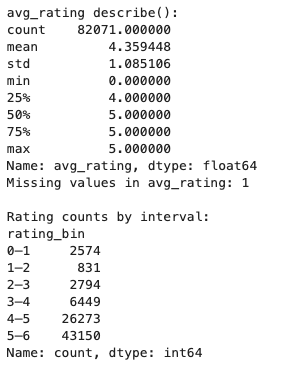 avg_rating describe():
count    82071.000000
mean         4.359448
std          1.085106
min          0.000000
25%          4.000000
50%          5.000000
75%          5.000000
max          5.000000
Name: avg_rating, dtype: float64
Missing values in avg_rating: 1

Rating counts by interval:
rating_bin
0–1     2574
1–2      831
2–3     2794
3–4     6449
4–5    26273
5–6    43150
Name: count, dtype: int64